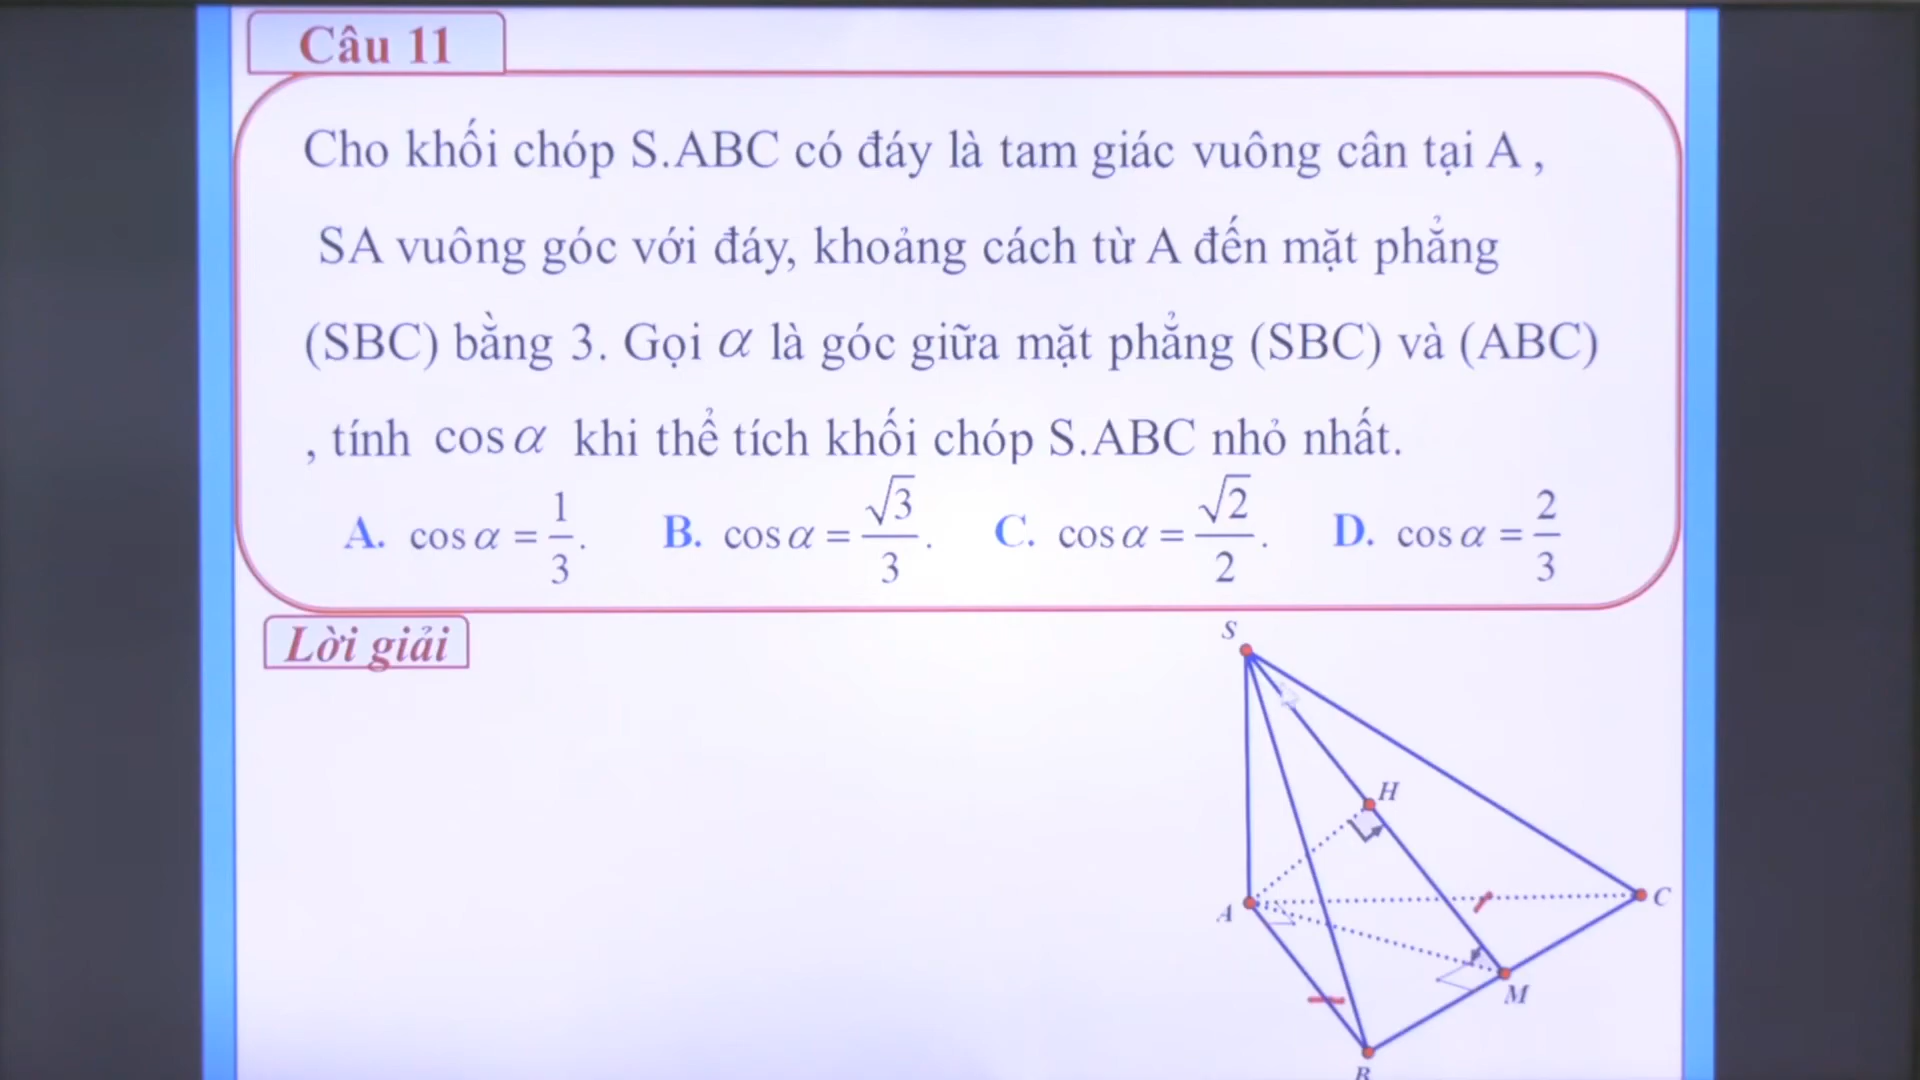 Câu 11
Cho khối chóp S.ABC có đáy là tam giác vuông cân tại A ,
SA vuông góc với đáy, khoảng cách từ A đến mặt phẳng
(SBC) bằng 3. Gọi α là góc giữa mặt phẳng (SBC) và (ABC)
, tính cos α khi thể tích khối chóp S.ABC nhỏ nhất.
A. cos α = 1/3. B. cos α = √3/3. C. cos α = √2/2. D. cos α = 2/3
Lời giải
S
H
A
C
M
B